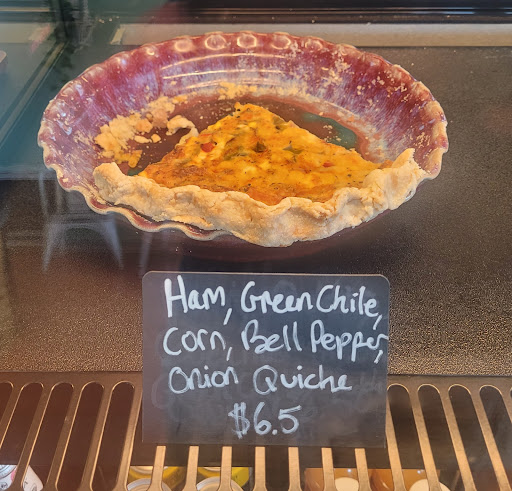 Ham, Green Chile,
Corn, Bell Pepper,
Onion Quiche
$6.5